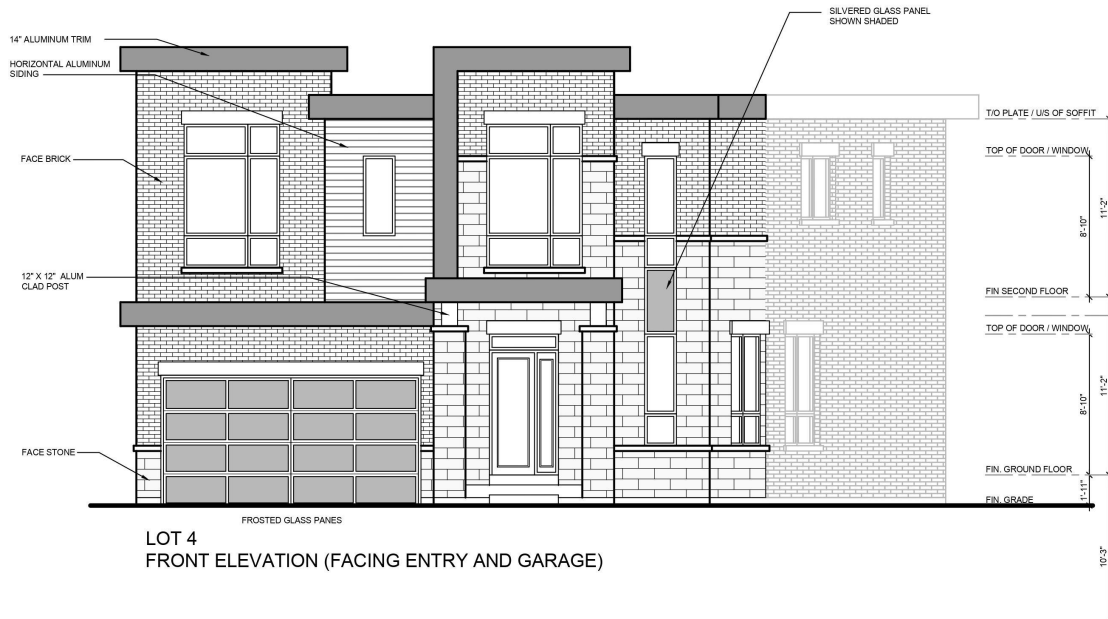 SILVERED GLASS PANEL
SHOWN SHADED
14" ALUMINUM TRIM
HORIZONTAL ALUMINUM
SIDING
T/O PLATE / U/S OF SOFFIT
TOP OF DOOR / WINDOW
FACE BRICK
8'-10"
11'-2"
12" X 12" ALUM
CLAD POST
FIN SECOND FLOOR
TOP OF DOOR / WINDOW
8'-10"
11'-2"
FACE STONE
FIN. GROUND FLOOR
1'-11"
FIN. GRADE
FROSTED GLASS PANES
LOT 4
FRONT ELEVATION (FACING ENTRY AND GARAGE)
10'-3"